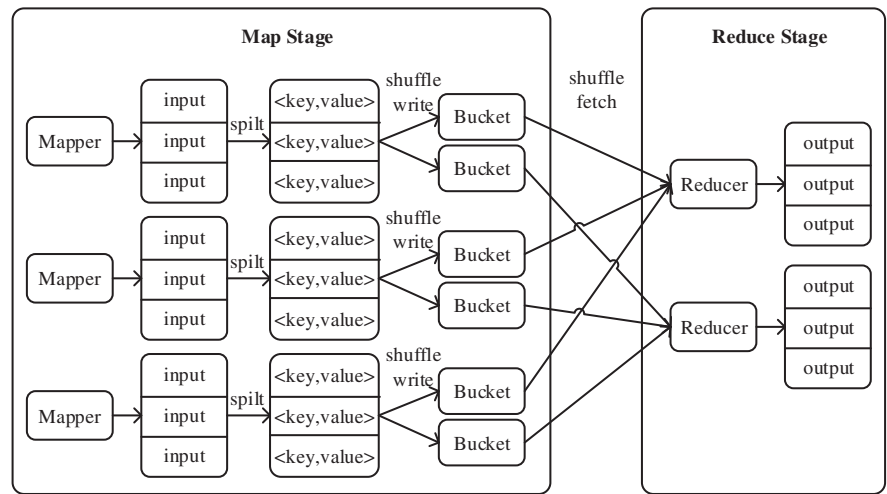 Map Stage
Reduce Stage
shuffle
fetch
Mapper
input
input
input
spilt
<key,value>
<key,value>
<key,value>
shuffle
write
Bucket
Bucket
Mapper
input
input
input
spilt
<key,value>
<key,value>
<key,value>
shuffle
write
Bucket
Bucket
Mapper
input
input
input
spilt
<key,value>
<key,value>
<key,value>
shuffle
write
Bucket
Bucket
Reducer
output
output
output
Reducer
output
output
output